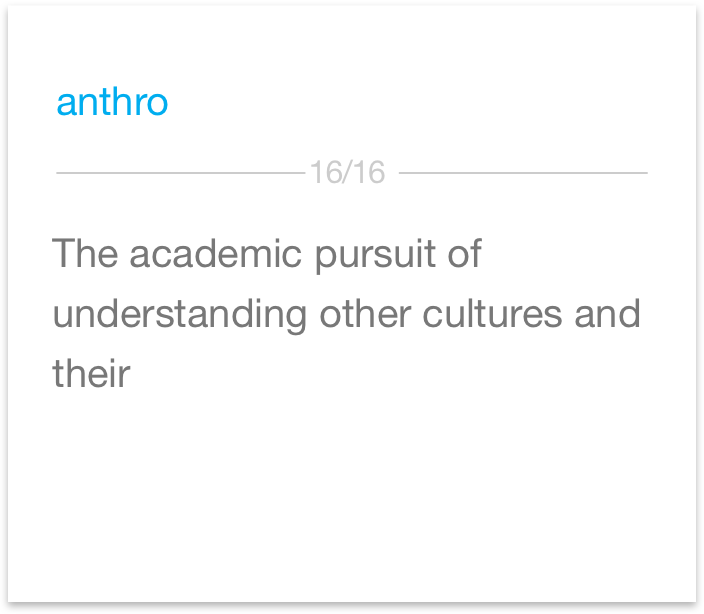 anthro
16/16
The academic pursuit of
understanding other cultures and
their